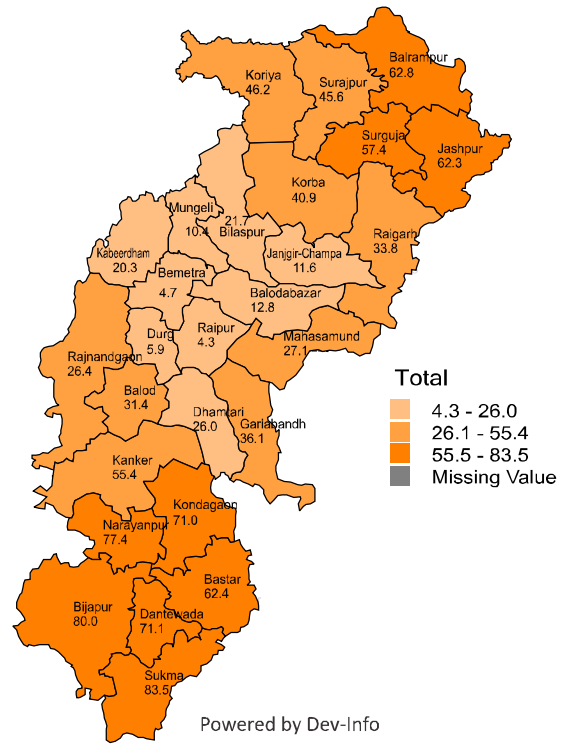 Balrampur
62.8
Koriya
46.2
Surajpur
45.6
Surguja
57.4
Jashpur
62.3
Korba
40.9
Mungeli
10.4
21.7
Bilaspur
Raigarh
33.8
Kabeerdham
20.3
Janjgir-Champa
11.6
Bemetra
4.7
Balodabazar
12.8
Durg
5.9
Raipur
4.3
Mahasamund
27.1
Rajnandgaon
26.4
Balod
31.4
Dhamtari
26.0
Gariabandh
36.1
Total
4.3 - 26.0
26.1 - 55.4
55.5 - 83.5
Missing Value
Kanker
55.4
Kondagaon
71.0
Narayanpur
77.4
Bastar
62.4
Bijapur
80.0
Dantewada
71.1
Sukma
83.5
Powered by Dev-Info